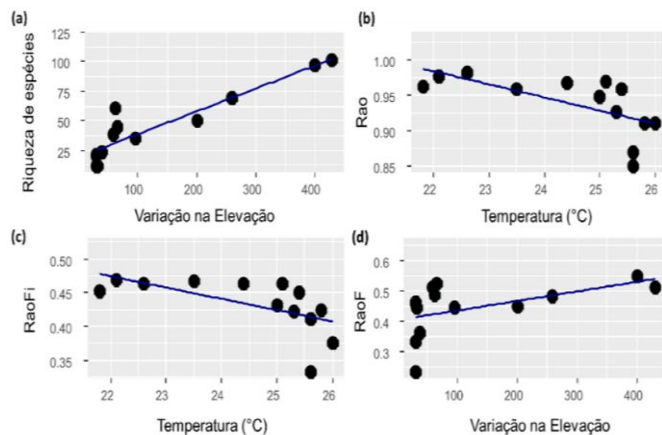 (a)
Riqueza de espécies
125
100
75
50
25
100 200 300 400
Variação na Elevação
(b)
Rao
1.00
0.95
0.90
0.85
22 23 24 25 26
Temperatura (°C)
(c)
RaoFi
0.50
0.45
0.40
0.35
22 23 24 25 26
Temperatura (°C)
(d)
RaoF
0.6
0.5
0.4
0.3
100 200 300 400
Variação na Elevação